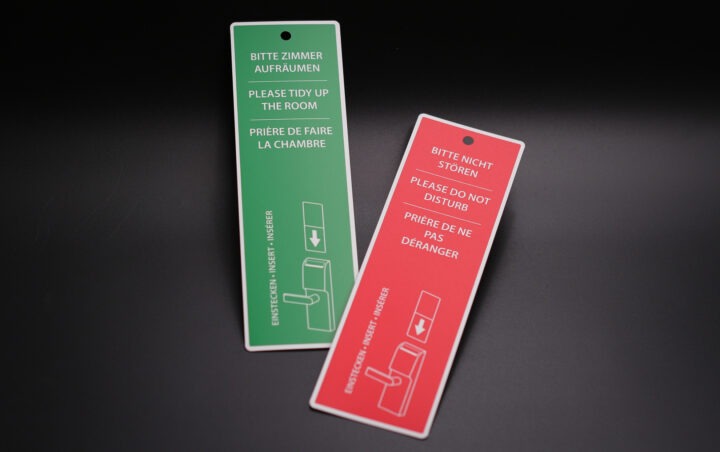 BITTE ZIMMER
AUFRÄUMEN
PLEASE TIDY UP
THE ROOM
PRIÈRE DE FAIRE
LA CHAMBRE
EINSTECKEN • INSERT • INSÉRER
BITTE NICHT
STÖREN
PLEASE DO NOT
DISTURB
PRIÈRE DE NE
PAS
DÉRANGER
EINSTECKEN • INSERT • INSÉRER